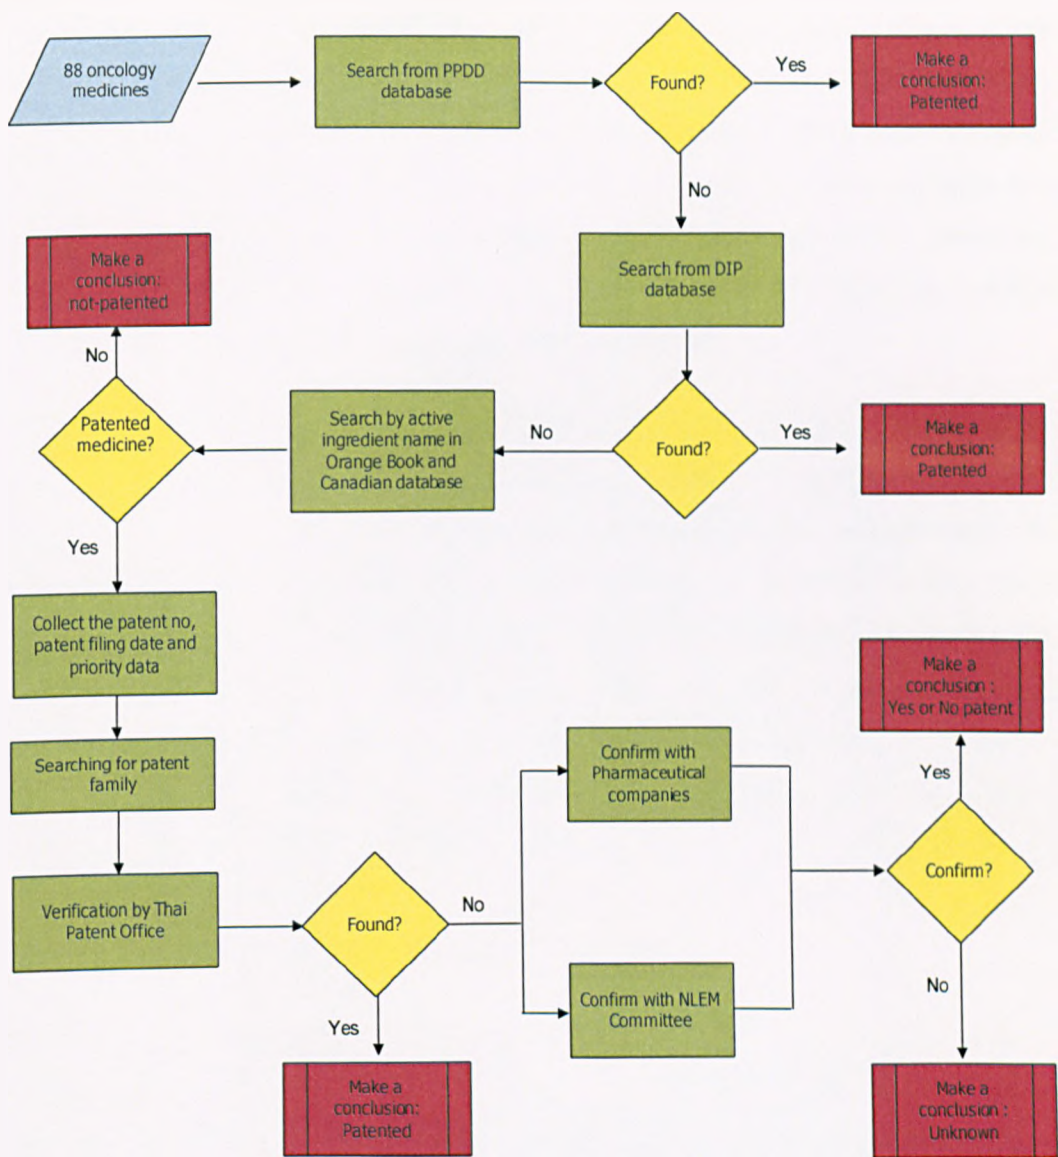 88 oncology
medicines
Search from PPDD
database
Found?
Yes
Make a
conclusion:
Patented
No
Search from DIP
database
Make a
conclusion:
not-patented
No
Patented
medicine?
Search by active
ingredient name in
Orange Book and
Canadian database
No
Found?
Yes
Make a
conclusion:
Patented
Yes
Collect the patent no,
patent filing date and
priority data
Searching for patent
family
Verification by Thai
Patent Office
Found?
No
Yes
Make a
conclusion:
Patented
Confirm with
Pharmaceutical
companies
Confirm with NLEM
Committee
Make a
conclusion :
Yes or No patent
Yes
Confirm?
No
Make a
conclusion :
Unknown